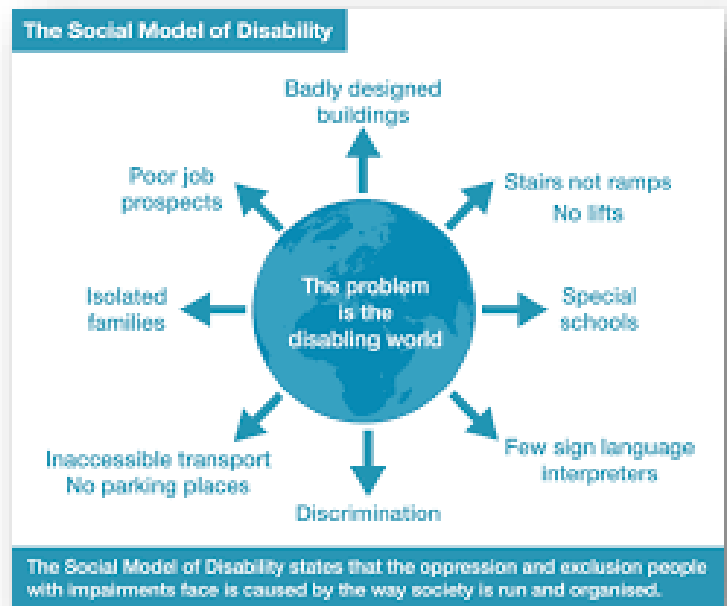 The Social Model of Disability
Badly designed
buildings
Stairs not ramps
No lifts
Special
schools
Few sign language
interpreters
Discrimination
Inaccessible transport
No parking places
Isolated
families
Poor job
prospects
The problem
is the
disabling world
The Social Model of Disability states that the oppression and exclusion people
with impairments face is caused by the way society is run and organised.